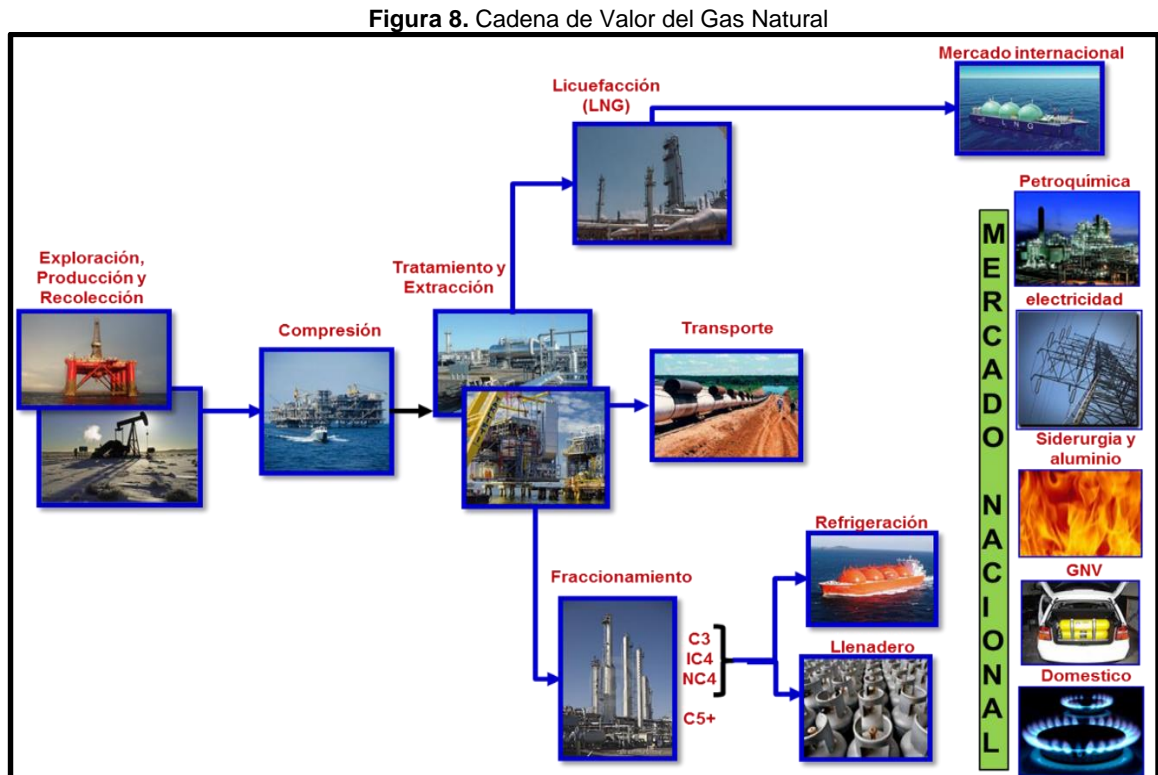 Figura 8. Cadena de Valor del Gas Natural
Mercado internacional
Licuefacción
(LNG)
LNG
Exploración,
Producción y
Recolección
Compresión
Tratamiento y
Extracción
Transporte
Fraccionamiento
C3
IC4
NC4
C5+
Refrigeración
Llenadero
MERCADO NACIONAL
Petroquímica
electricidad
Siderurgia y
aluminio
GNV
Domestico